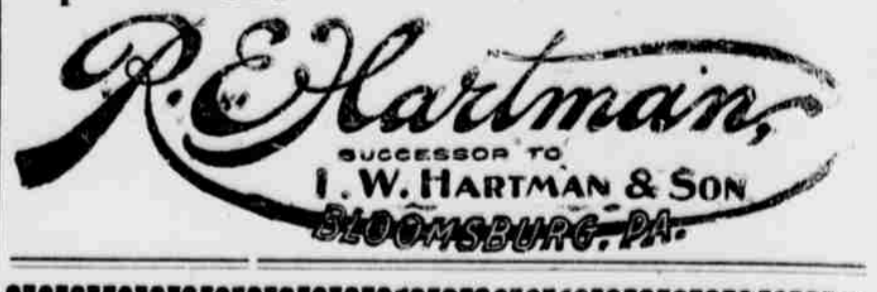 R. E. Hartman,
SUCCESSOR TO
I. W. HARTMAN & SON
BLOOMSBURG. PA.